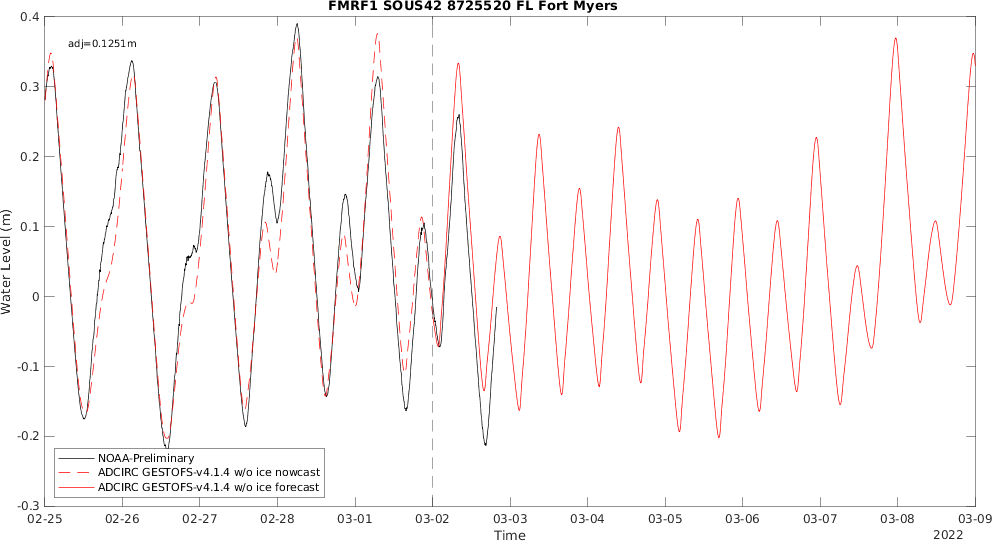 FMRF1 SOUS42 8725520 FL Fort Myers
adj=0.1251m
0.4
0.3
0.2
0.1
0
-0.1
-0.2
-0.3
Water Level (m)
NOAA-Preliminary
ADCIRC GESTOFS-v4.1.4 w/o ice nowcast
ADCIRC GESTOFS-v4.1.4 w/o ice forecast
02-25 02-26 02-27 02-28 03-01 03-02 03-03 03-04 03-05 03-06 03-07 03-08 03-09
Time
2022